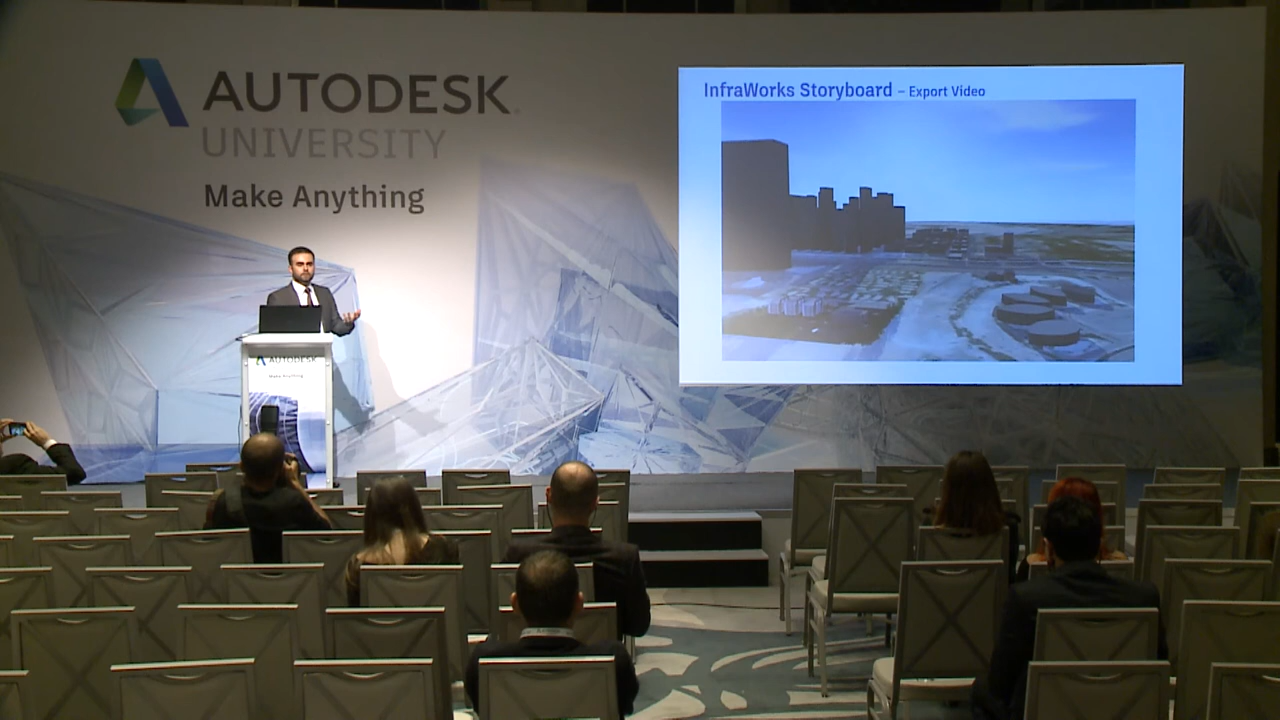 AUTODESK
UNIVERSITY
Make Anything
InfraWorks Storyboard – Export Video
AUTODESK
Make Anything